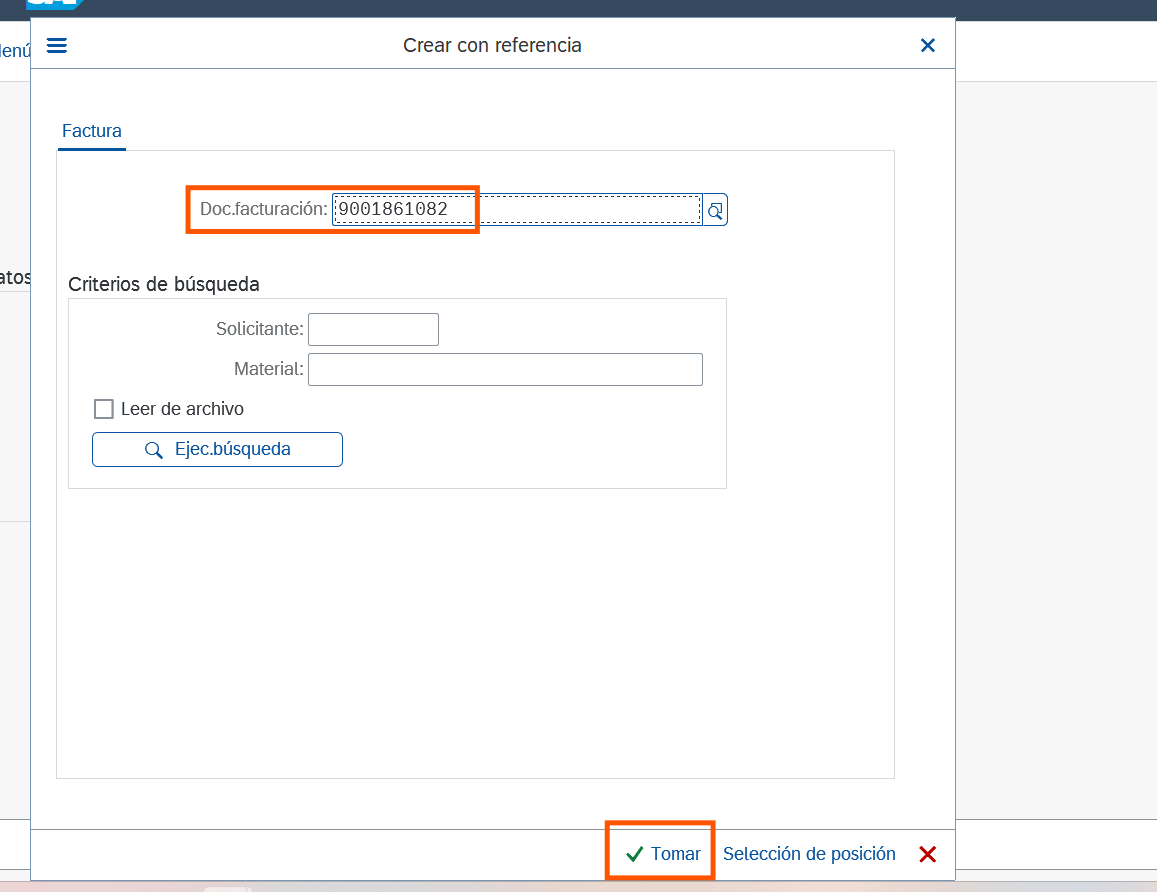 Crear con referencia
Factura
Doc.facturación: 9001861082
Criterios de búsqueda
Solicitante:
Material:
Leer de archivo
Ejec.búsqueda
Tomar Selección de posición